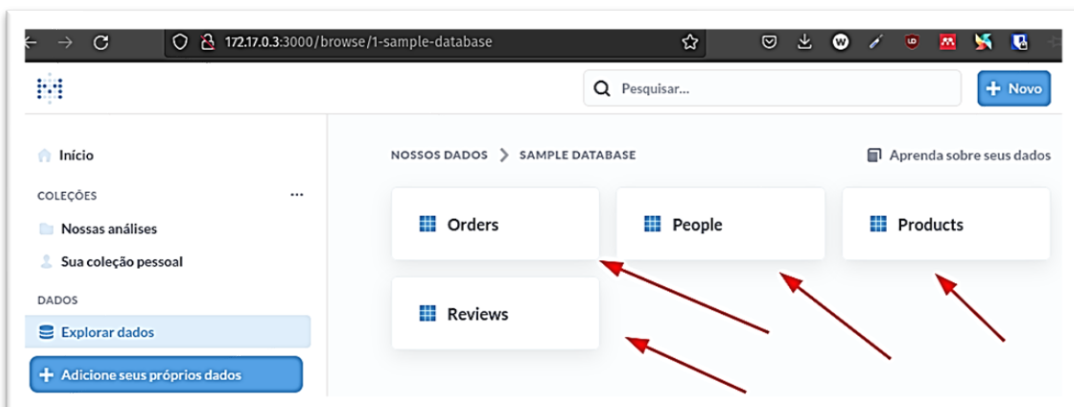 172.17.0.3:3000/browse/1-sample-database
Pesquisar...
+ Novo
Início
COLEÇÕES ...
Nossas análises
Sua coleção pessoal
DADOS
Explorar dados
+ Adicione seus próprios dados
NOSSOS DADOS > SAMPLE DATABASE
Aprenda sobre seus dados
Orders
People
Products
Reviews